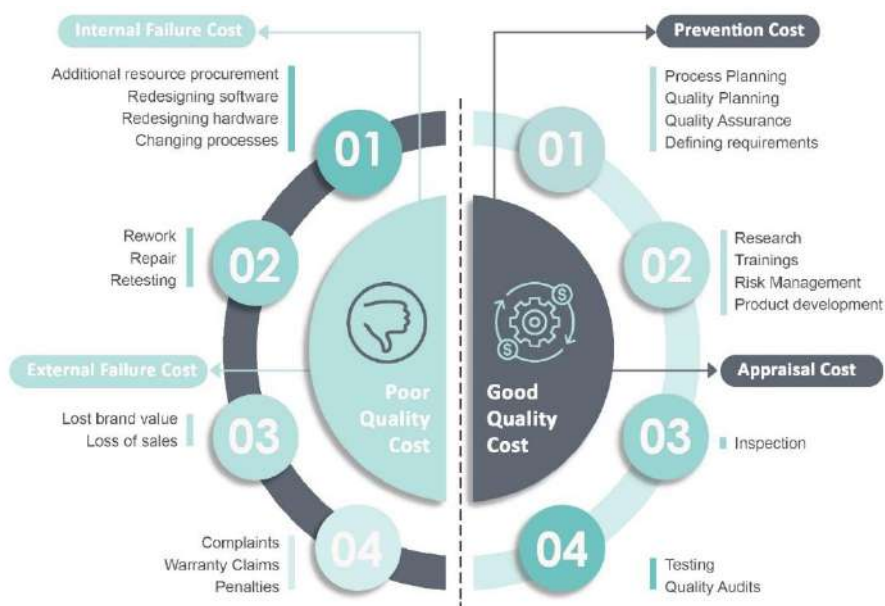 Internal Failure Cost
Additional resource procurement
Redesigning software
Redesigning hardware
Changing processes
01
Rework
Repair
Retesting
02
External Failure Cost
Lost brand value
Loss of sales
03
Complaints
Warranty Claims
Penalties
04
Poor
Quality
Cost
Prevention Cost
01
Process Planning
Quality Planning
Quality Assurance
Defining requirements
02
Research
Trainings
Risk Management
Product development
Good
Quality
Cost
Appraisal Cost
03
Inspection
04
Testing
Quality Audits
$
$